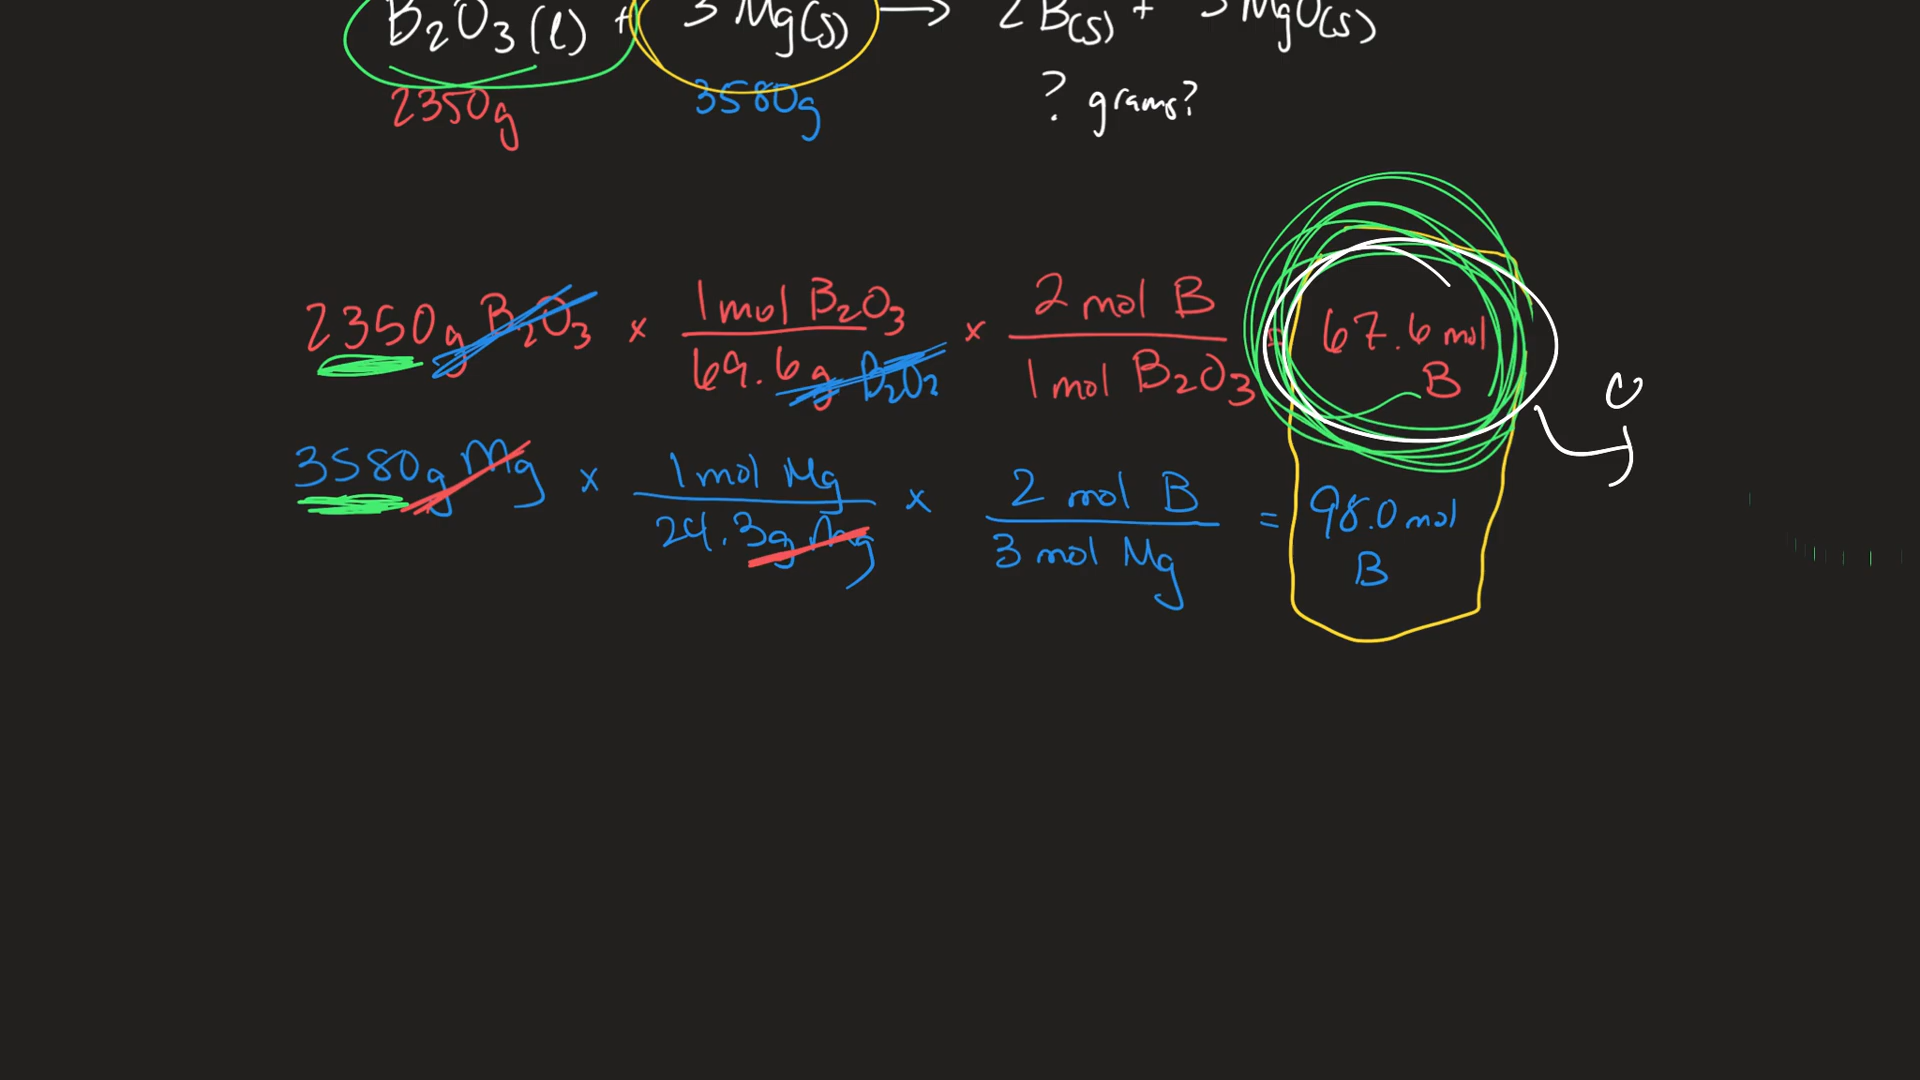 B₂O₃(l) + 3 Mg(s) → 2 B(s) + 3 MgO(s)
2350g 3580g ? grams?
2350g B₂O₃ × 1 mol B₂O₃ / 69.6g B₂O₃ × 2 mol B / 1 mol B₂O₃ = 67.6 mol B
3580g Mg × 1 mol Mg / 24.3g Mg × 2 mol B / 3 mol Mg = 98.0 mol B